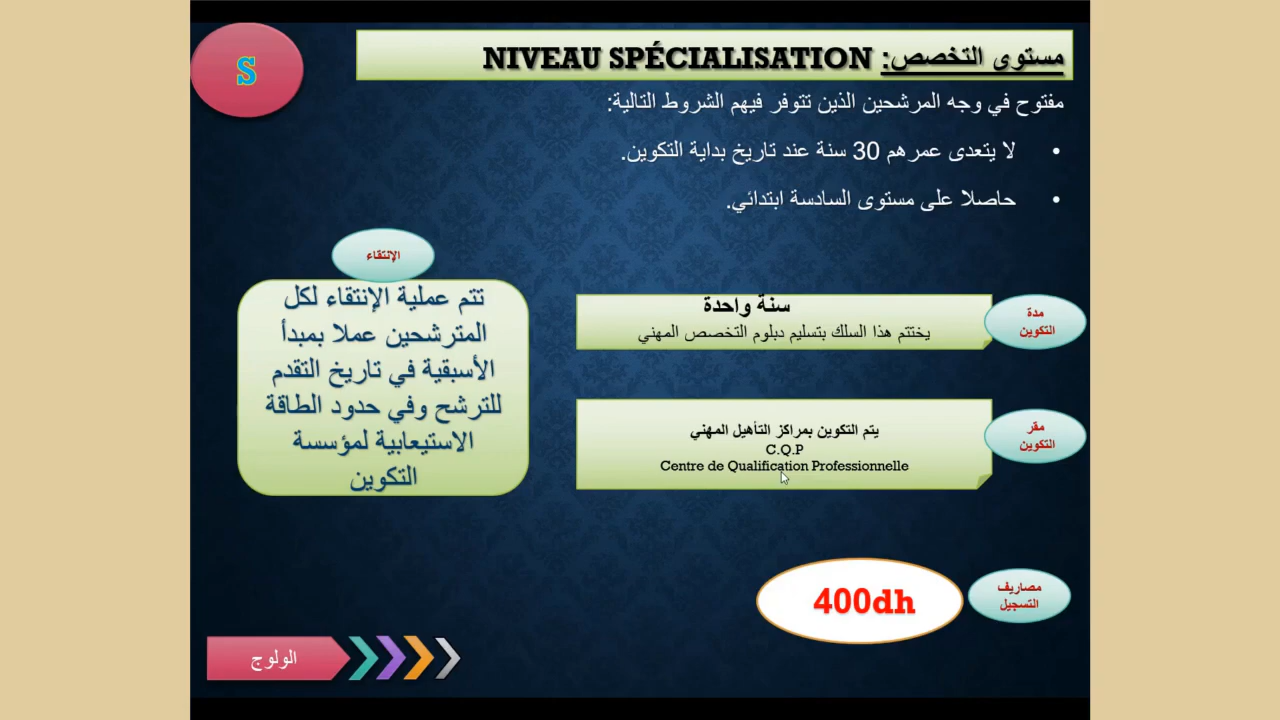 S
مستوى التخصص: NIVEAU SPÉCIALISATION
مفتوح في وجه المرشحين الذين تتوفر فيهم الشروط التالية:
• لا يتعدى عمرهم 30 سنة عند تاريخ بداية التكوين.
• حاصلا على مستوى السادسة ابتدائي.
مدة
التكوين
سنة واحدة
يختتم هذا السلك بتسليم دبلوم التخصص المهني
مقر
التكوين
يتم التكوين بمراكز التأهيل المهني
C.Q.P
Centre de Qualification Professionnelle
الإنتقاء
تتم عملية الإنتقاء لكل
المترشحين عملا بمبدأ
الأسبقية في تاريخ التقدم
للترشح وفي حدود الطاقة
الاستيعابية لمؤسسة
التكوين
مصاريف
التسجيل
400dh
الولوج